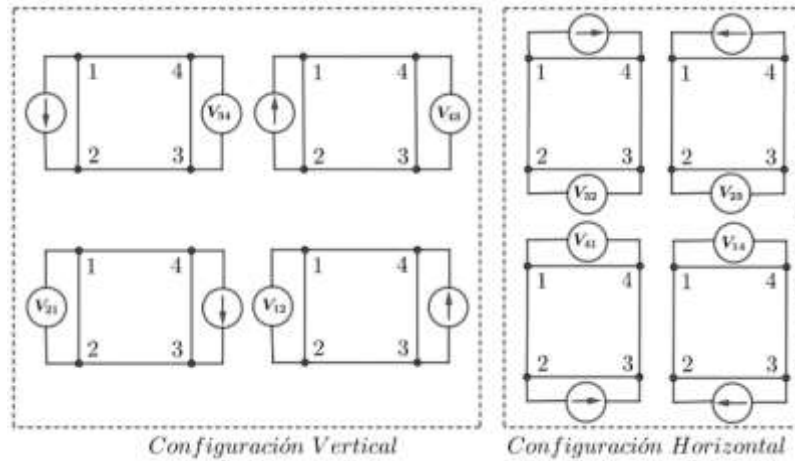 1 4
V₃₄
2 3
1 4
V₄₃
2 3
1 4
V₂₁
2 3
1 4
V₁₂
2 3
Configuración Vertical
1 4
2 3
V₃₂
1 4
2 3
V₂₃
V₄₁
1 4
2 3
V₁₄
1 4
2 3
Configuración Horizontal